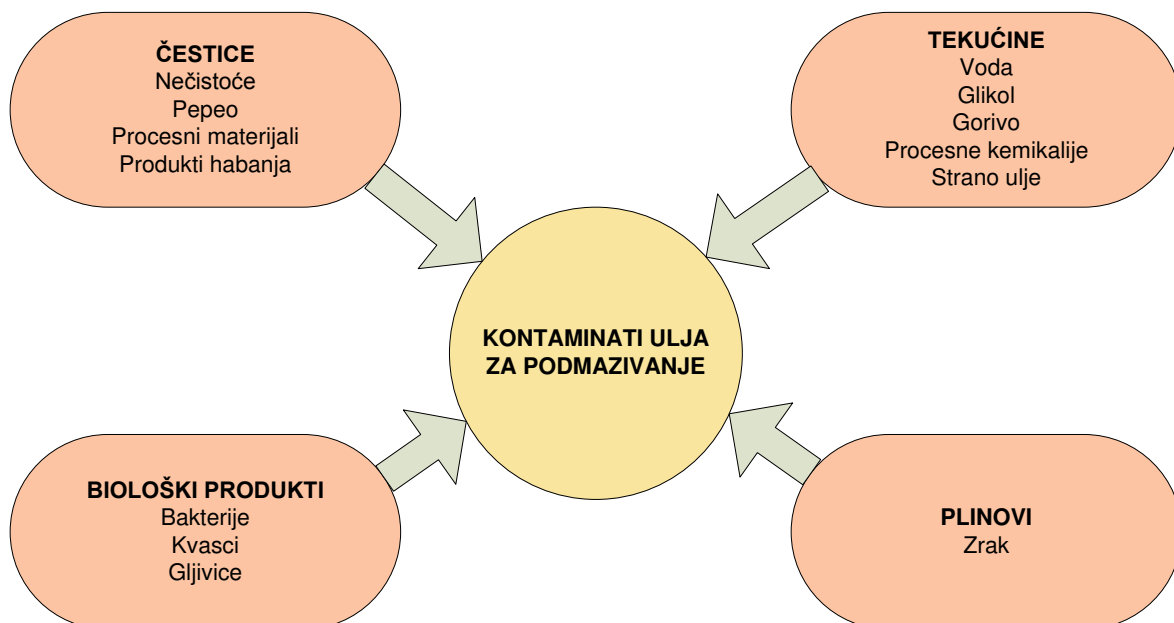 ČESTICE
Nečistoće
Pepeo
Procesni materijali
Produkti habanja
TEKUĆINE
Voda
Glikol
Gorivo
Procesne kemikalije
Strano ulje
KONTAMINATI ULJA
ZA PODMAZIVANJE
BIOLOŠKI PRODUKTI
Bakterije
Kvasci
Gljivice
PLINOVI
Zrak